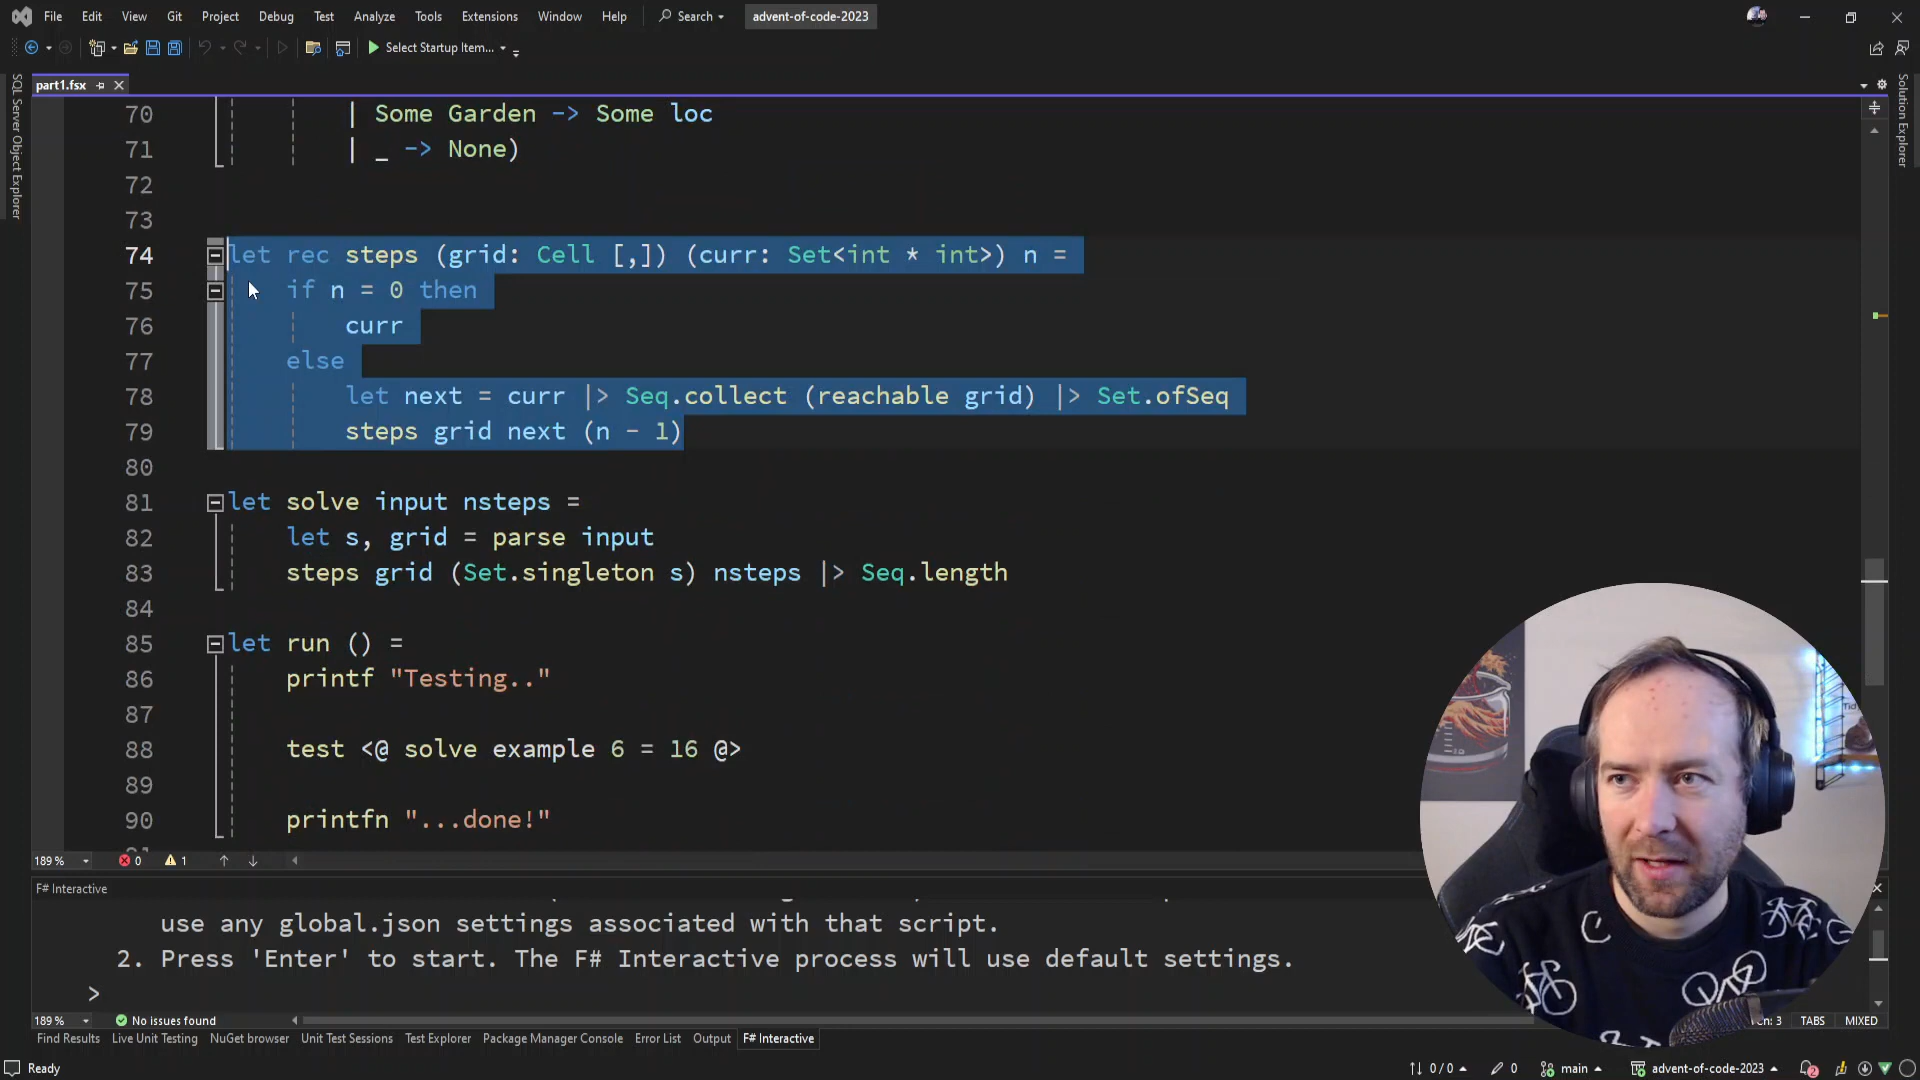 File Edit View Git Project Debug Test Analyze Tools Extensions Window Help Search advent-of-code-2023
Select Startup Item...
part1.fsx
SQL Server Object Explorer
Solution Explorer
70 | Some Garden -> Some loc
71 | _ -> None)
72
73
74 let rec steps (grid: Cell [,]) (curr: Set<int * int>) n =
75 if n = 0 then
76 curr
77 else
78 let next = curr |> Seq.collect (reachable grid) |> Set.ofSeq
79 steps grid next (n - 1)
80
81 let solve input nsteps =
82 let s, grid = parse input
83 steps grid (Set.singleton s) nsteps |> Seq.length
84
85 let run () =
86 printf "Testing.."
87
88 test <@ solve example 6 = 16 @>
89
90 printfn "...done!"
189 % 0 1
F# Interactive
use any global.json settings associated with that script.
2. Press 'Enter' to start. The F# Interactive process will use default settings.
>
189 % No issues found
: 3 TABS MIXED
Find Results Live Unit Testing NuGet browser Unit Test Sessions Test Explorer Package Manager Console Error List Output F# Interactive
Ready 0 / 0 0 main advent-of-code-2023 2